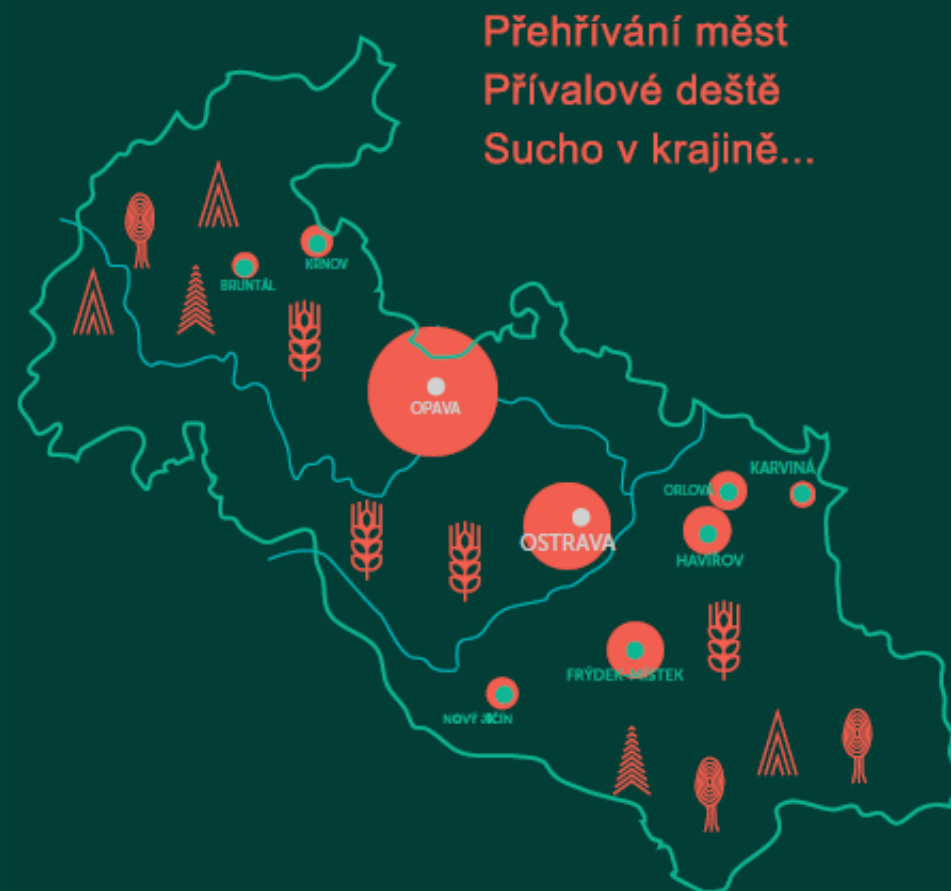 Přehřívání měst
Přívalové deště
Sucho v krajině...
KRNOV
BRUNTÁL
OPAVA
KARVINÁ
ORLOVÁ
OSTRAVA
HAVÍŘOV
FRÝDEK-MÍSTEK
NOVÝ JIČÍN